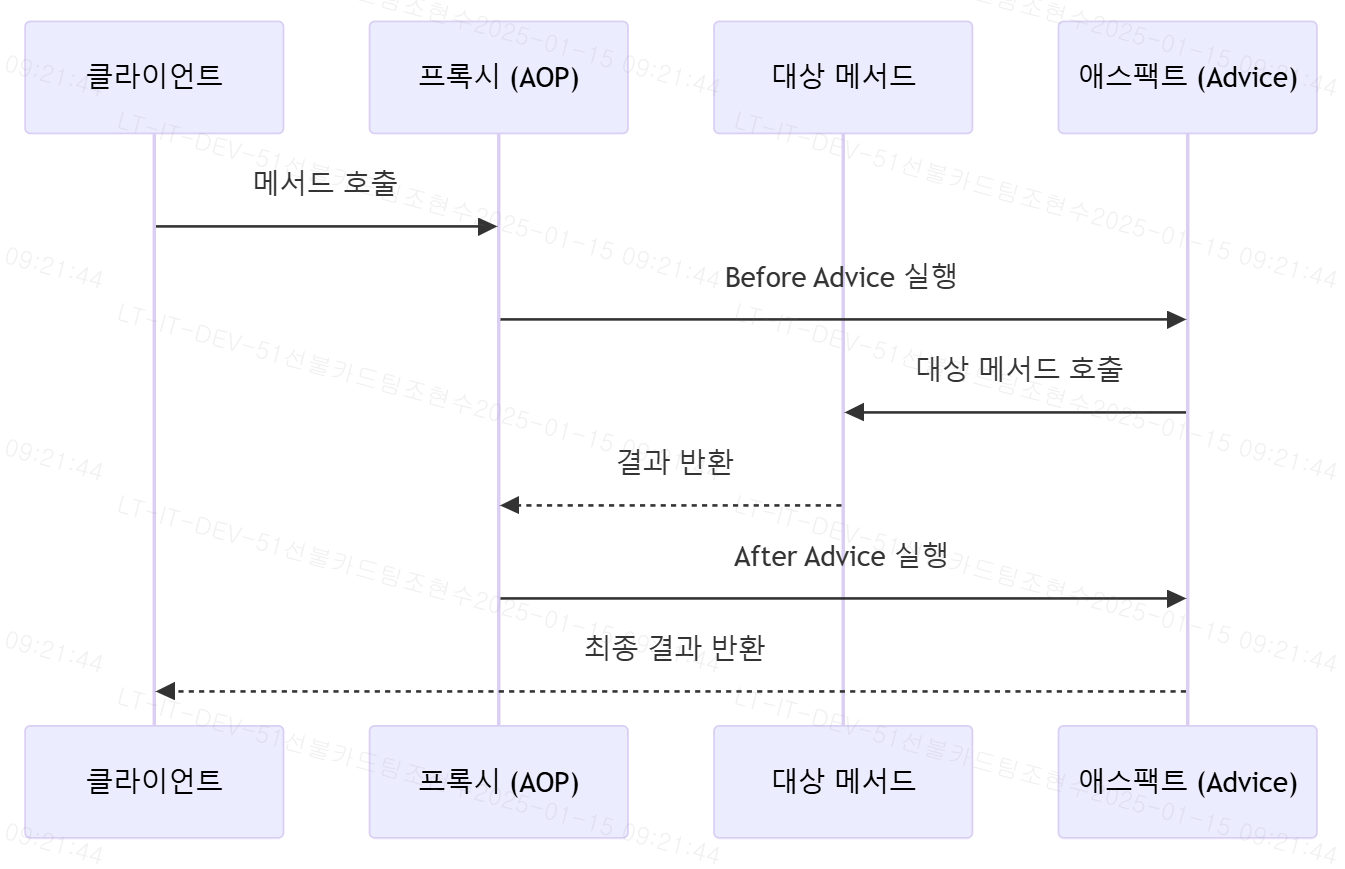 클라이언트
프록시 (AOP)
대상 메서드
애스팩트 (Advice)
메서드 호출
Before Advice 실행
대상 메서드 호출
결과 반환
After Advice 실행
최종 결과 반환
클라이언트
프록시 (AOP)
대상 메서드
애스팩트 (Advice)
LT-IT-DEV-51선불카드팀조현수2025-01-15 09:21:44